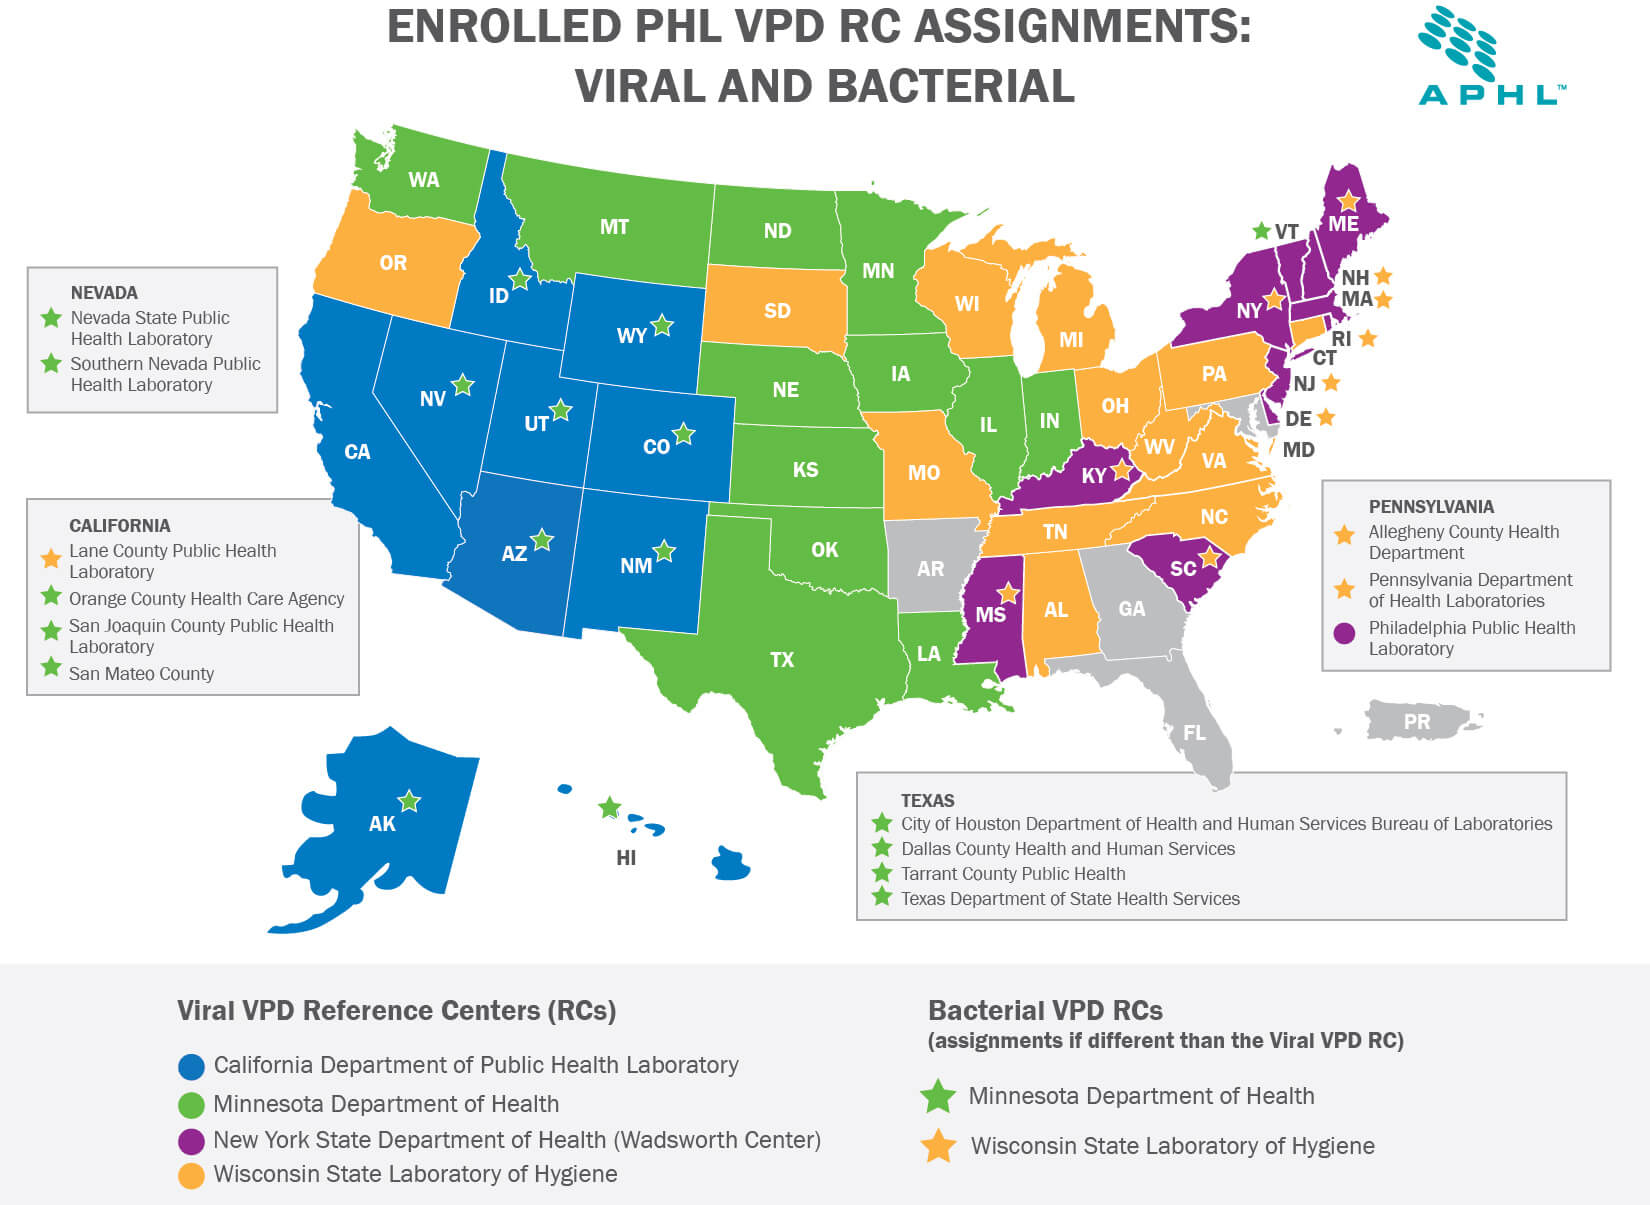 ENROLLED PHL VPD RC ASSIGNMENTS:
VIRAL AND BACTERIAL
APHL™
WA
MT
ND
MN
OR
ID
WY
SD
WI
MI
VT
ME
NH
MA
NY
RI
CT
NJ
DE
MD
PA
NV
UT
CO
CA
NE
IA
IL
IN
OH
WV
VA
KS
MO
KY
AZ
NM
OK
AR
TN
NC
SC
TX
LA
MS
AL
GA
FL
PR
AK
HI
NEVADA
Nevada State Public
Health Laboratory
Southern Nevada Public
Health Laboratory
CALIFORNIA
Lane County Public Health
Laboratory
Orange County Health Care Agency
San Joaquin County Public Health
Laboratory
San Mateo County
PENNSYLVANIA
Allegheny County Health
Department
Pennsylvania Department
of Health Laboratories
Philadelphia Public Health
Laboratory
TEXAS
City of Houston Department of Health and Human Services Bureau of Laboratories
Dallas County Health and Human Services
Tarrant County Public Health
Texas Department of State Health Services
Viral VPD Reference Centers (RCs)
California Department of Public Health Laboratory
Minnesota Department of Health
New York State Department of Health (Wadsworth Center)
Wisconsin State Laboratory of Hygiene
Bacterial VPD RCs
(assignments if different than the Viral VPD RC)
Minnesota Department of Health
Wisconsin State Laboratory of Hygiene